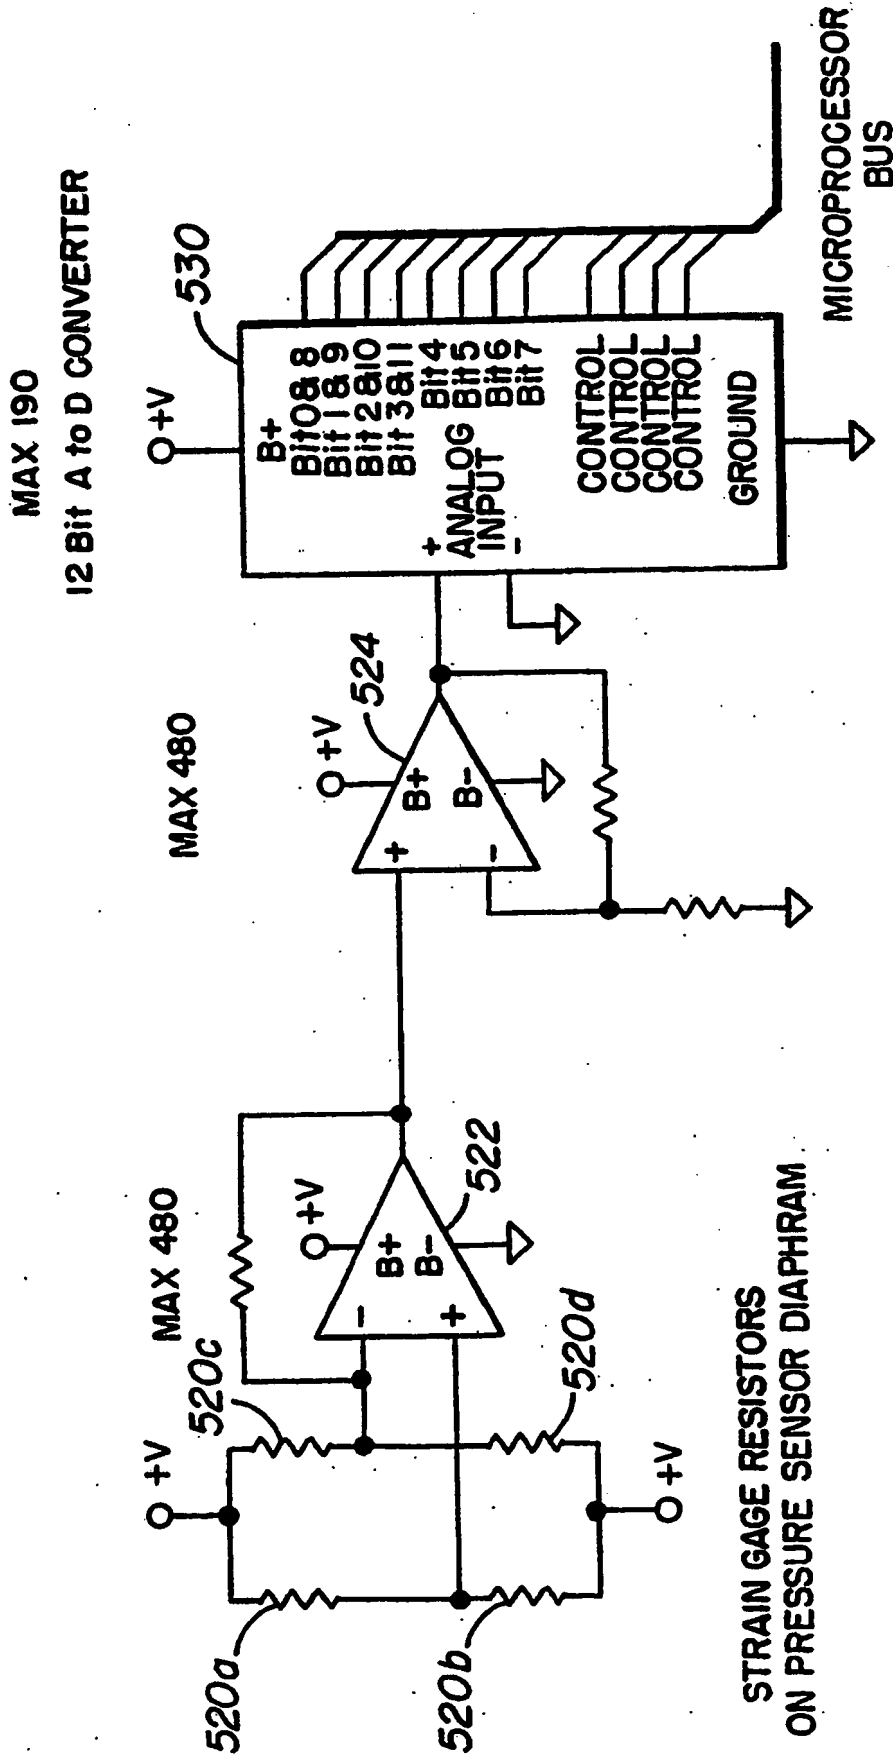 MAX 190
12 Bit A to D CONVERTER
530
+V
B+
Bit 0 & 8
Bit 1 & 9
Bit 2 & 10
Bit 3 & 11
Bit 4
Bit 5
Bit 6
Bit 7
+
ANALOG
INPUT
-
CONTROL
CONTROL
CONTROL
CONTROL
GROUND
MICROPROCESSOR
BUS
MAX 480
524
+V
B+
B-
+
-
MAX 480
522
+V
B+
B-
-
+
+V
520c
520d
520a
520b
+V
STRAIN GAGE RESISTORS
ON PRESSURE SENSOR DIAPHRAM